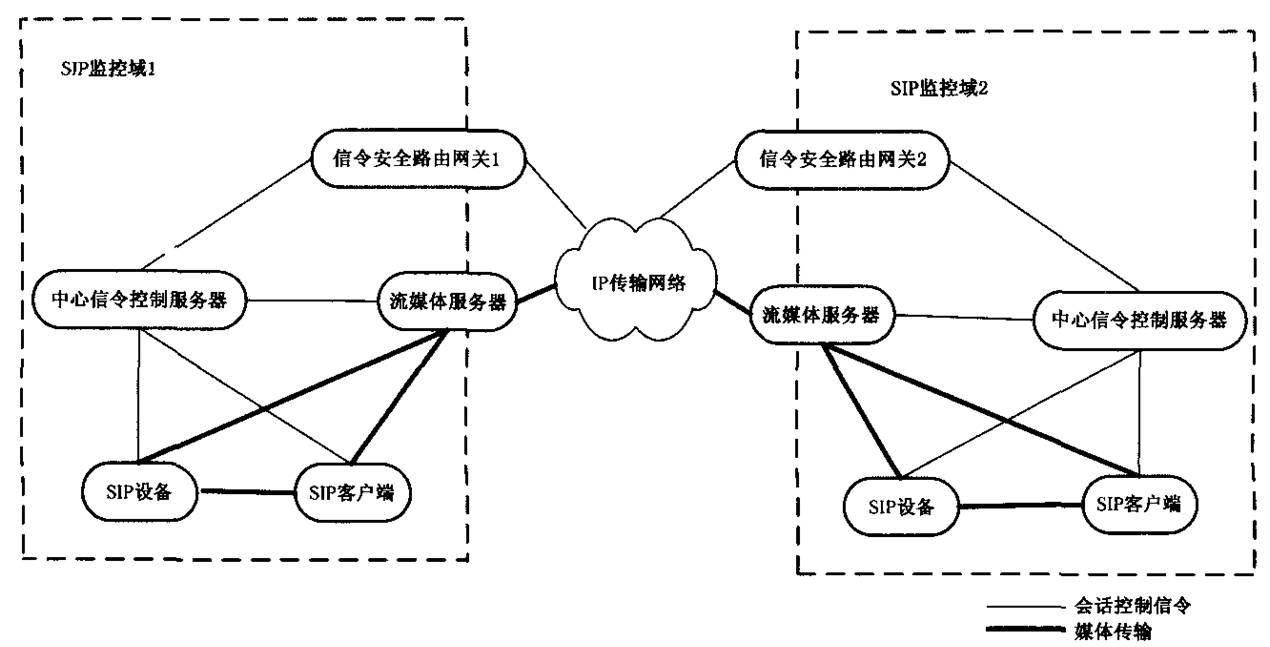 SIP监控域1
SIP监控域2
信令安全路由网关1
信令安全路由网关2
中心信令控制服务器
流媒体服务器
IP传输网络
流媒体服务器
中心信令控制服务器
SIP设备
SIP客户端
SIP设备
SIP客户端
会话控制信令
媒体传输